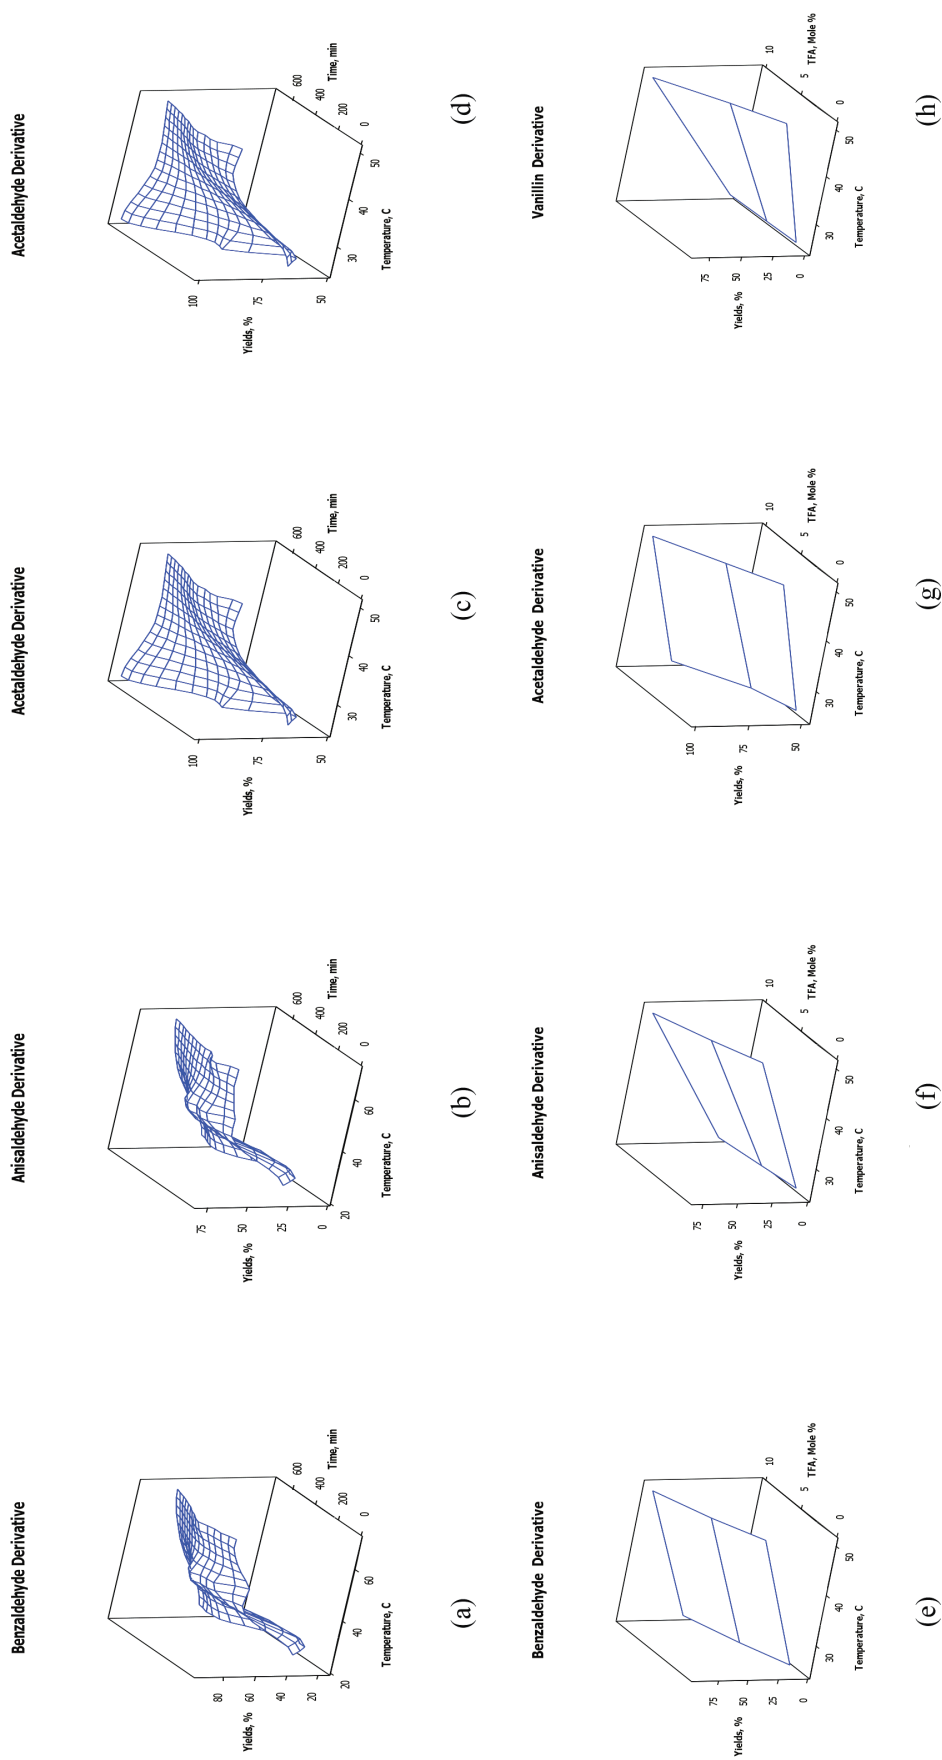 Benzaldehyde Derivative
Yields, %
80
60
40
20
20
40
60
Temperature, C
0
200
400
600
Time, min
(a)
Anisaldehyde Derivative
Yields, %
75
50
25
0
20
40
60
Temperature, C
0
200
400
600
Time, min
(b)
Acetaldehyde Derivative
Yields, %
100
75
50
30
40
50
Temperature, C
0
200
400
600
Time, min
(c)
Acetaldehyde Derivative
Yields, %
100
75
50
30
40
50
Temperature, C
0
200
400
600
Time, min
(d)
Benzaldehyde Derivative
Yields, %
75
50
25
0
30
40
50
Temperature, C
0
5
10
TFA, Mole %
(e)
Anisaldehyde Derivative
Yields, %
75
50
25
0
30
40
50
Temperature, C
0
5
10
TFA, Mole %
(f)
Acetaldehyde Derivative
Yields, %
100
75
50
30
40
50
Temperature, C
0
5
10
TFA, Mole %
(g)
Vanillin Derivative
Yields, %
75
50
25
0
30
40
50
Temperature, C
0
5
10
TFA, Mole %
(h)